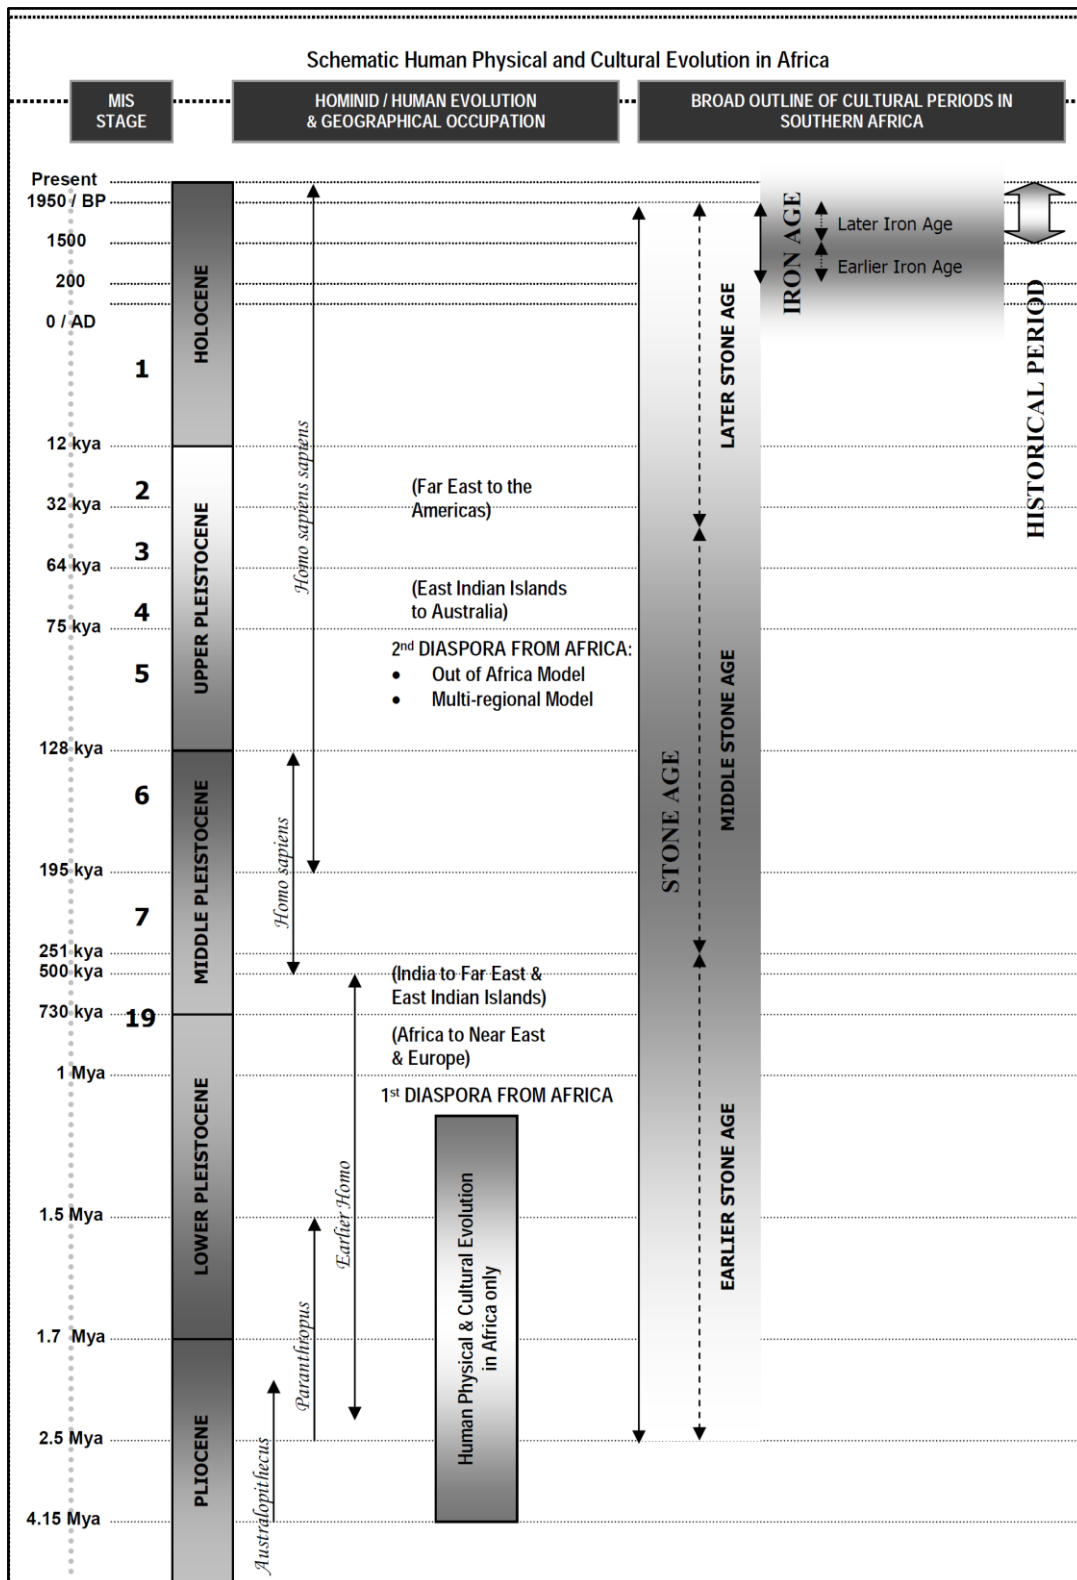 Schematic Human Physical and Cultural Evolution in Africa
MIS
STAGE
HOMINID / HUMAN EVOLUTION
& GEOGRAPHICAL OCCUPATION
BROAD OUTLINE OF CULTURAL PERIODS IN
SOUTHERN AFRICA
Present
1950 / BP
1500
200
0 / AD
12 kya
32 kya
64 kya
75 kya
128 kya
195 kya
251 kya
500 kya
730 kya
1 Mya
1.5 Mya
1.7 Mya
2.5 Mya
4.15 Mya
1
2
3
4
5
6
7
19
HOLOCENE
UPPER PLEISTOCENE
MIDDLE PLEISTOCENE
LOWER PLEISTOCENE
PLIOCENE
Homo sapiens sapiens
Homo sapiens
Earlier Homo
Paranthropus
Australopithecus
(Far East to the
Americas)
(East Indian Islands
to Australia)
2nd DIASPORA FROM AFRICA:
• Out of Africa Model
• Multi-regional Model
(India to Far East &
East Indian Islands)
(Africa to Near East
& Europe)
1st DIASPORA FROM AFRICA
Human Physical & Cultural Evolution
in Africa only
STONE AGE
LATER STONE AGE
MIDDLE STONE AGE
EARLIER STONE AGE
IRON AGE
Later Iron Age
Earlier Iron Age
HISTORICAL PERIOD